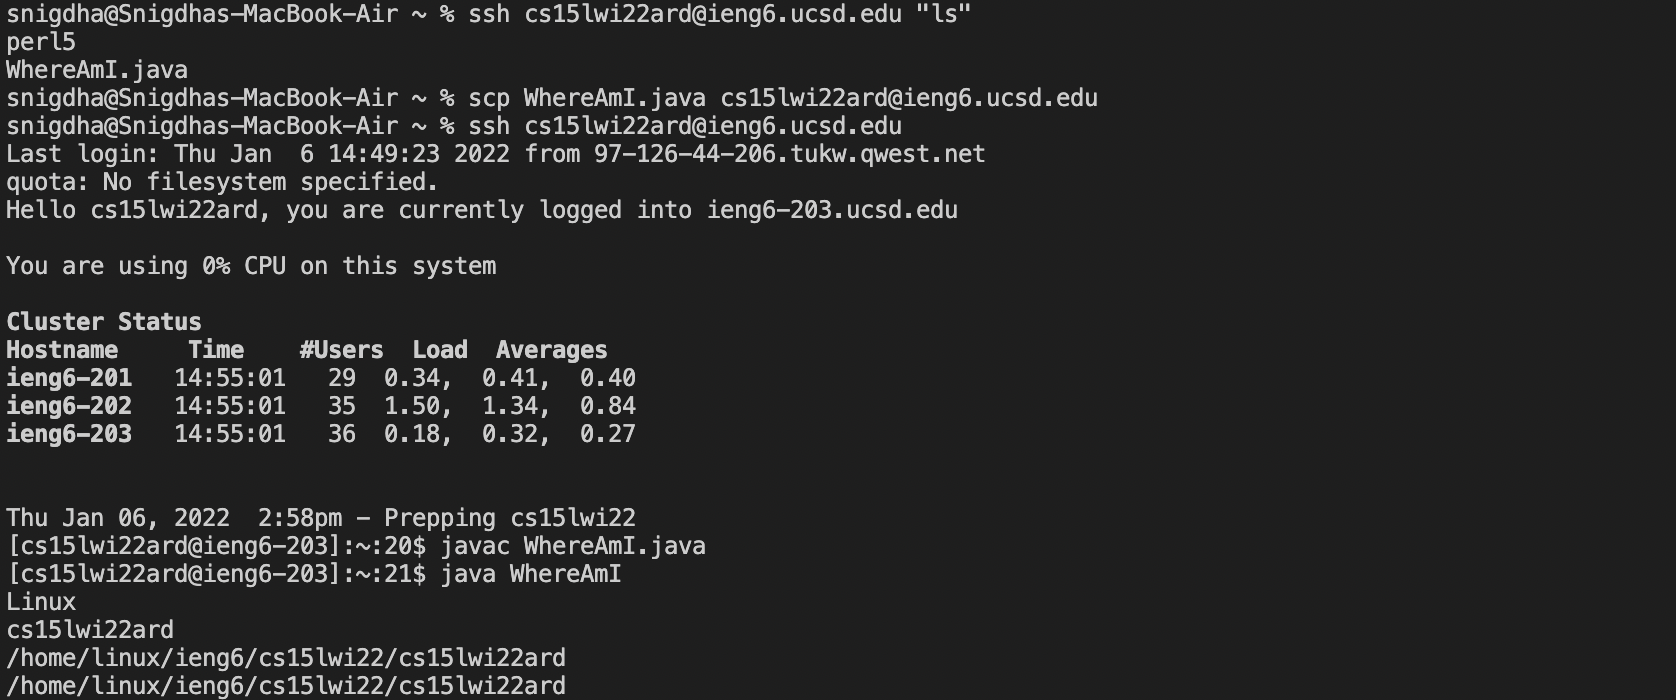 snigdha@Snigdhas-MacBook-Air ~ % ssh cs15lwi22ard@ieng6.ucsd.edu "ls"
perl5
WhereAmI.java
snigdha@Snigdhas-MacBook-Air ~ % scp WhereAmI.java cs15lwi22ard@ieng6.ucsd.edu
snigdha@Snigdhas-MacBook-Air ~ % ssh cs15lwi22ard@ieng6.ucsd.edu
Last login: Thu Jan  6 14:49:23 2022 from 97-126-44-206.tukw.qwest.net
quota: No filesystem specified.
Hello cs15lwi22ard, you are currently logged into ieng6-203.ucsd.edu
You are using 0% CPU on this system
Cluster Status
Hostname     Time    #Users  Load  Averages
ieng6-201   14:55:01   29  0.34,  0.41,  0.40
ieng6-202   14:55:01   35  1.50,  1.34,  0.84
ieng6-203   14:55:01   36  0.18,  0.32,  0.27
Thu Jan 06, 2022  2:58pm - Prepping cs15lwi22
[cs15lwi22ard@ieng6-203]:~:20$ javac WhereAmI.java
[cs15lwi22ard@ieng6-203]:~:21$ java WhereAmI
Linux
cs15lwi22ard
/home/linux/ieng6/cs15lwi22/cs15lwi22ard
/home/linux/ieng6/cs15lwi22/cs15lwi22ard